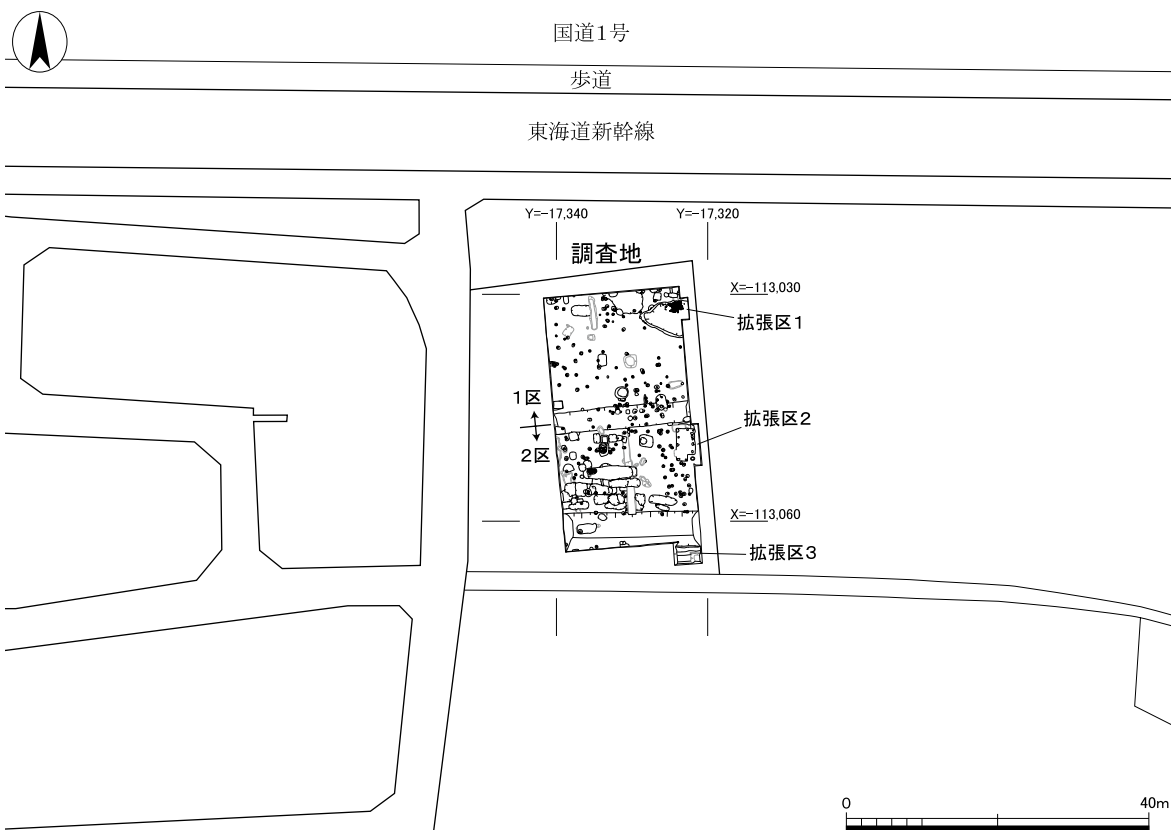 国道1号
歩道
東海道新幹線
Y=-17,340
Y=-17,320
調査地
X=-113,030
拡張区1
1区
2区
拡張区2
X=-113,060
拡張区3
0
40m